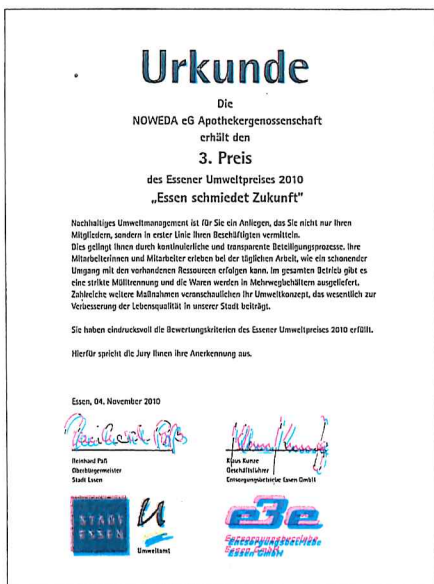 Urkunde
Die
NOWEDA eG Apothekergenossenschaft
erhält den
3. Preis
des Essener Umweltpreises 2010
„Essen schmiedet Zukunft"
Nachhaltiges Umweltmanagement ist für Sie ein Anliegen, das Sie nicht nur Ihren
Mitgliedern, sondern in erster Linie Ihren Beschäftigten vermitteln.
Dies gelingt Ihnen durch kontinuierliche und transparente Beteiligungsprozesse. Ihre
Mitarbeiterinnen und Mitarbeiter erleben bei der täglichen Arbeit, wie ein schonender
Umgang mit den vorhandenen Ressourcen erfolgen kann. Im gesamten Betrieb gibt es
eine strikte Mülltrennung und die Waren werden in Mehrwegbehältern ausgeliefert.
Zahlreiche weitere Maßnahmen veranschaulichen Ihr Umweltkonzept, das wesentlich zur
Verbesserung der Lebensqualität in unserer Stadt beiträgt.
Sie haben eindrucksvoll die Bewertungskriterien des Essener Umweltpreises 2010 erfüllt.
Hierfür spricht die Jury Ihnen ihre Anerkennung aus.
Essen, 04. November 2010
Reinhard Paß
Oberbürgermeister
Stadt Essen
Klaus Kunze
Geschäftsführer
Entsorgungsbetriebe Essen GmbH
STADT
ESSEN
Umweltamt
e3e
Entsorgungsbetriebe
Essen GmbH